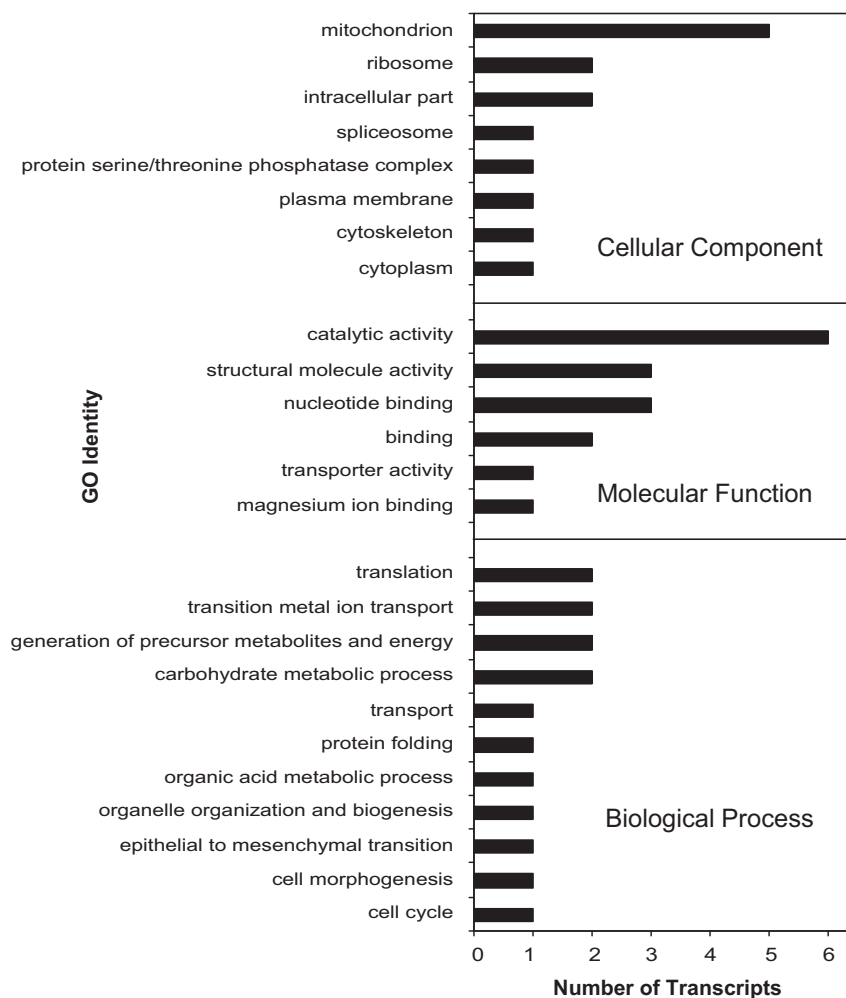 mitochondrion
ribosome
intracellular part
spliceosome
protein serine/threonine phosphatase complex
plasma membrane
cytoskeleton
cytoplasm
Cellular Component
catalytic activity
structural molecule activity
nucleotide binding
binding
transporter activity
magnesium ion binding
Molecular Function
GO Identity
translation
transition metal ion transport
generation of precursor metabolites and energy
carbohydrate metabolic process
transport
protein folding
organic acid metabolic process
organelle organization and biogenesis
epithelial to mesenchymal transition
cell morphogenesis
cell cycle
Biological Process
0 1 2 3 4 5 6
Number of Transcripts